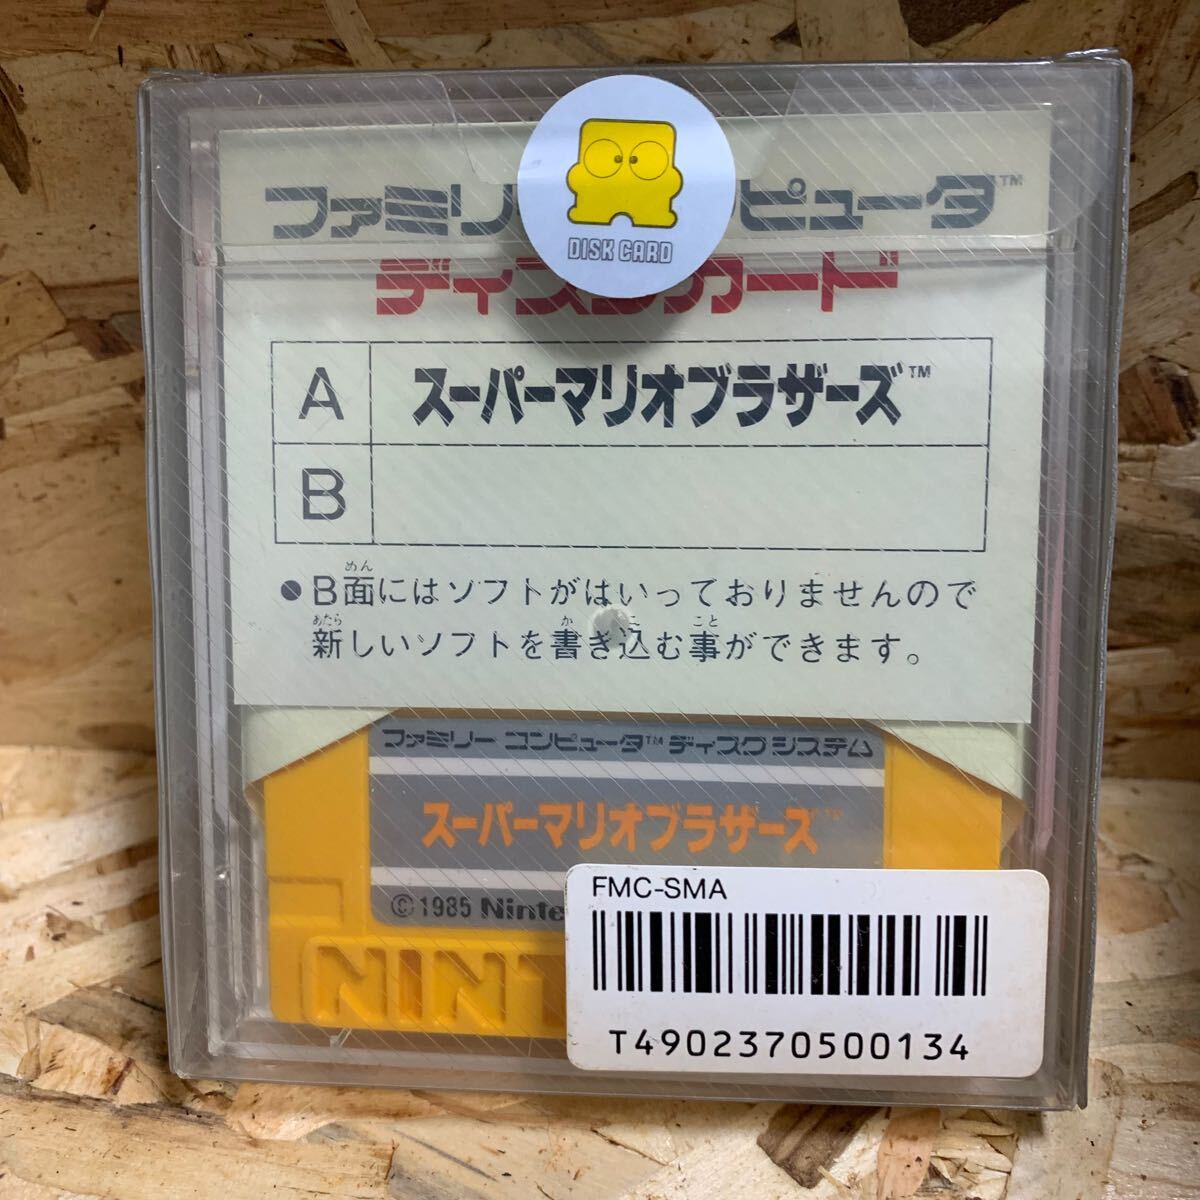 DISK CARD
ファミリー ピュータ™
ディスクカード
A スーパーマリオブラザーズ™
B
● B面にはソフトがはいっておりませんので
新しいソフトを書き込む事ができます。
ファミリー コンピュータ™ ディスクシステム
スーパーマリオブラザーズ™
©1985 Ninte
NINT
FMC-SMA
T4902370500134